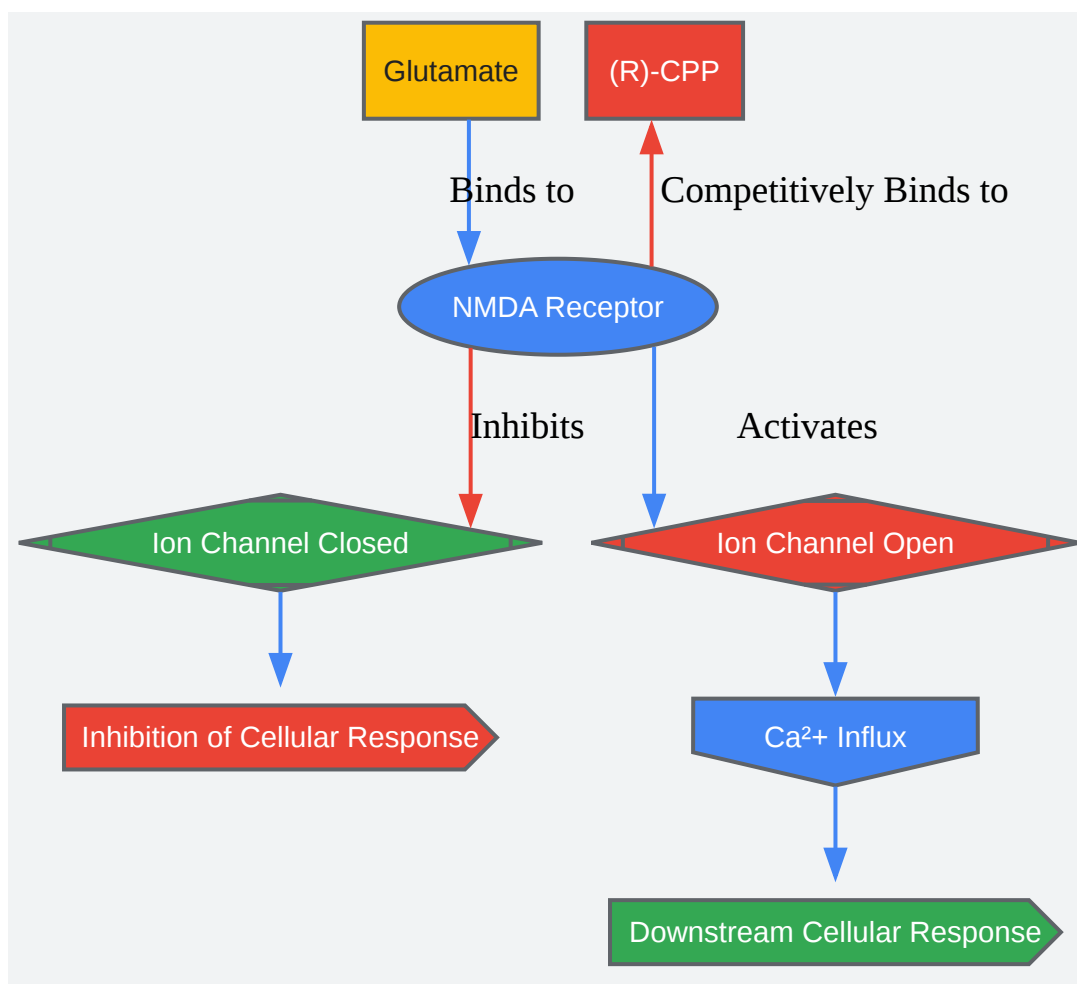 Glutamate
(R)-CPP
Binds to
Competitively Binds to
NMDA Receptor
Inhibits
Activates
Ion Channel Closed
Ion Channel Open
Inhibition of Cellular Response
Ca²+ Influx
Downstream Cellular Response